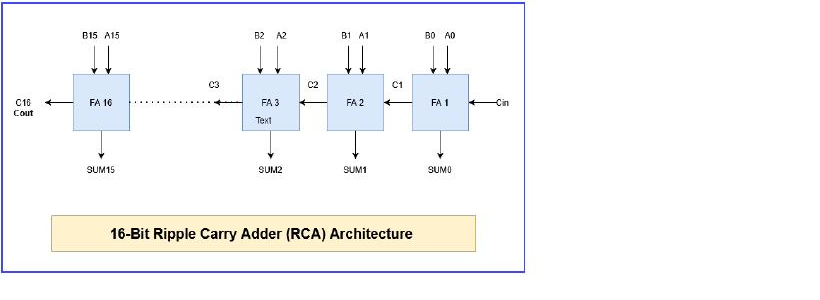 B15 A15
B2 A2
B1 A1
B0 A0
C3
C2
C1
C16
Cout
FA 16
FA 3
Text
FA 2
FA 1
Cin
SUM15
SUM2
SUM1
SUM0
16-Bit Ripple Carry Adder (RCA) Architecture